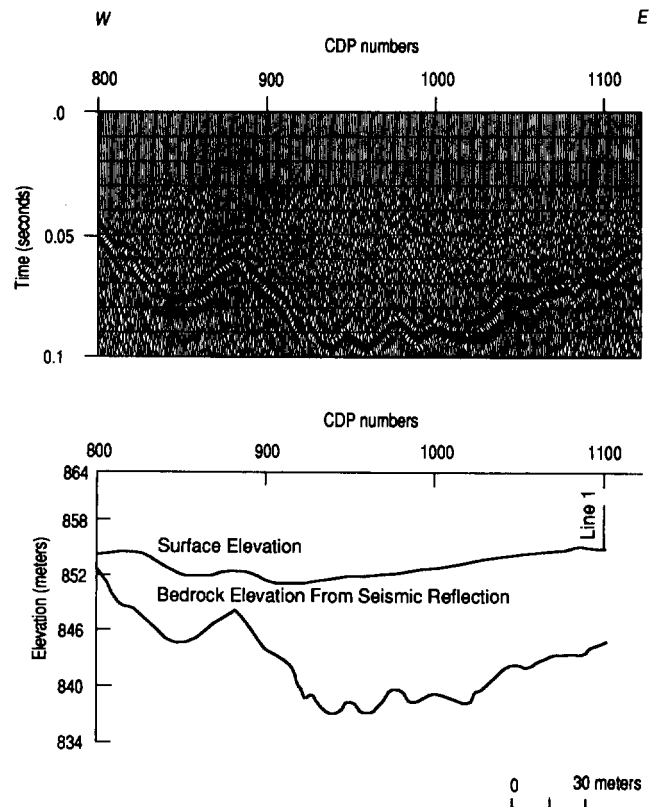 W E
CDP numbers
800 900 1000 1100
.0
0.05
0.1
Time (seconds)
CDP numbers
800 900 1000 1100
864
858
852
846
840
834
Elevation (meters)
Surface Elevation
Line 1
Bedrock Elevation From Seismic Reflection
0 30 meters